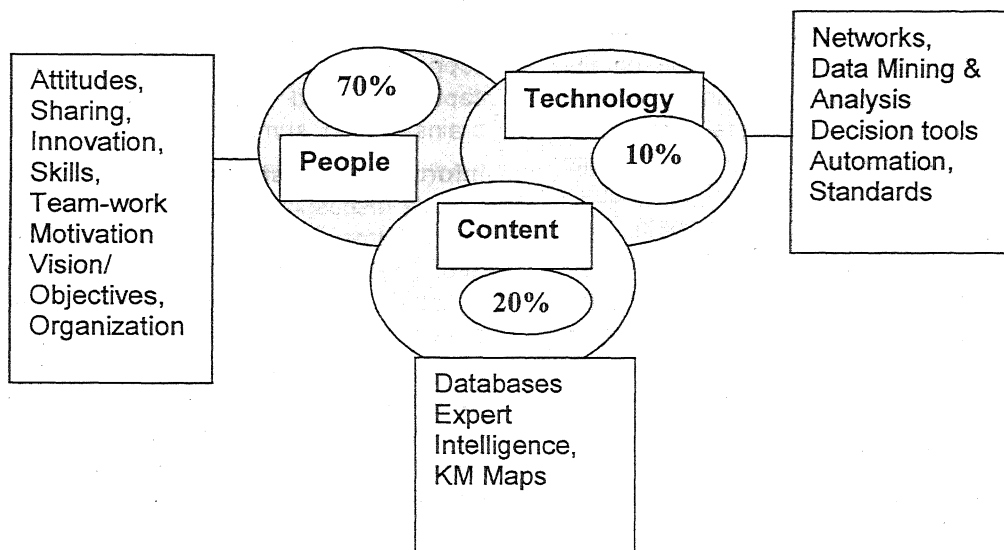 Attitudes,
Sharing,
Innovation,
Skills,
Team-work
Motivation
Vision/
Objectives,
Organization
70%
People
Technology
10%
Content
20%
Networks,
Data Mining &
Analysis
Decision tools
Automation,
Standards
Databases
Expert
Intelligence,
KM Maps